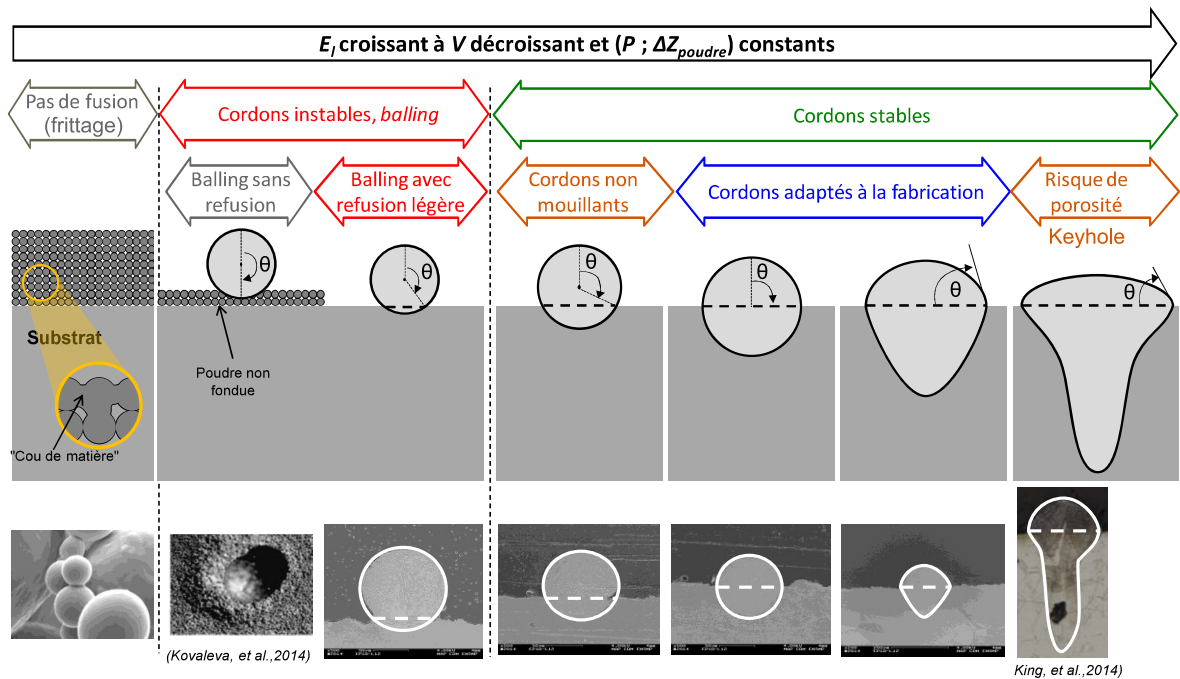 E_l croissant à V décroissant et (P ; ΔZ_poudre) constants
Pas de fusion
(frittage)
Cordons instables, balling
Cordons stables
Balling sans
refusion
Balling avec
refusion légère
Cordons non
mouillants
Cordons adaptés à la fabrication
Risque de
porosité
Keyhole
θ
θ
θ
θ
θ
θ
Substrat
Poudre non
fondue
"Cou de matière"
(Kovaleva, et al.,2014)
King, et al.,2014)